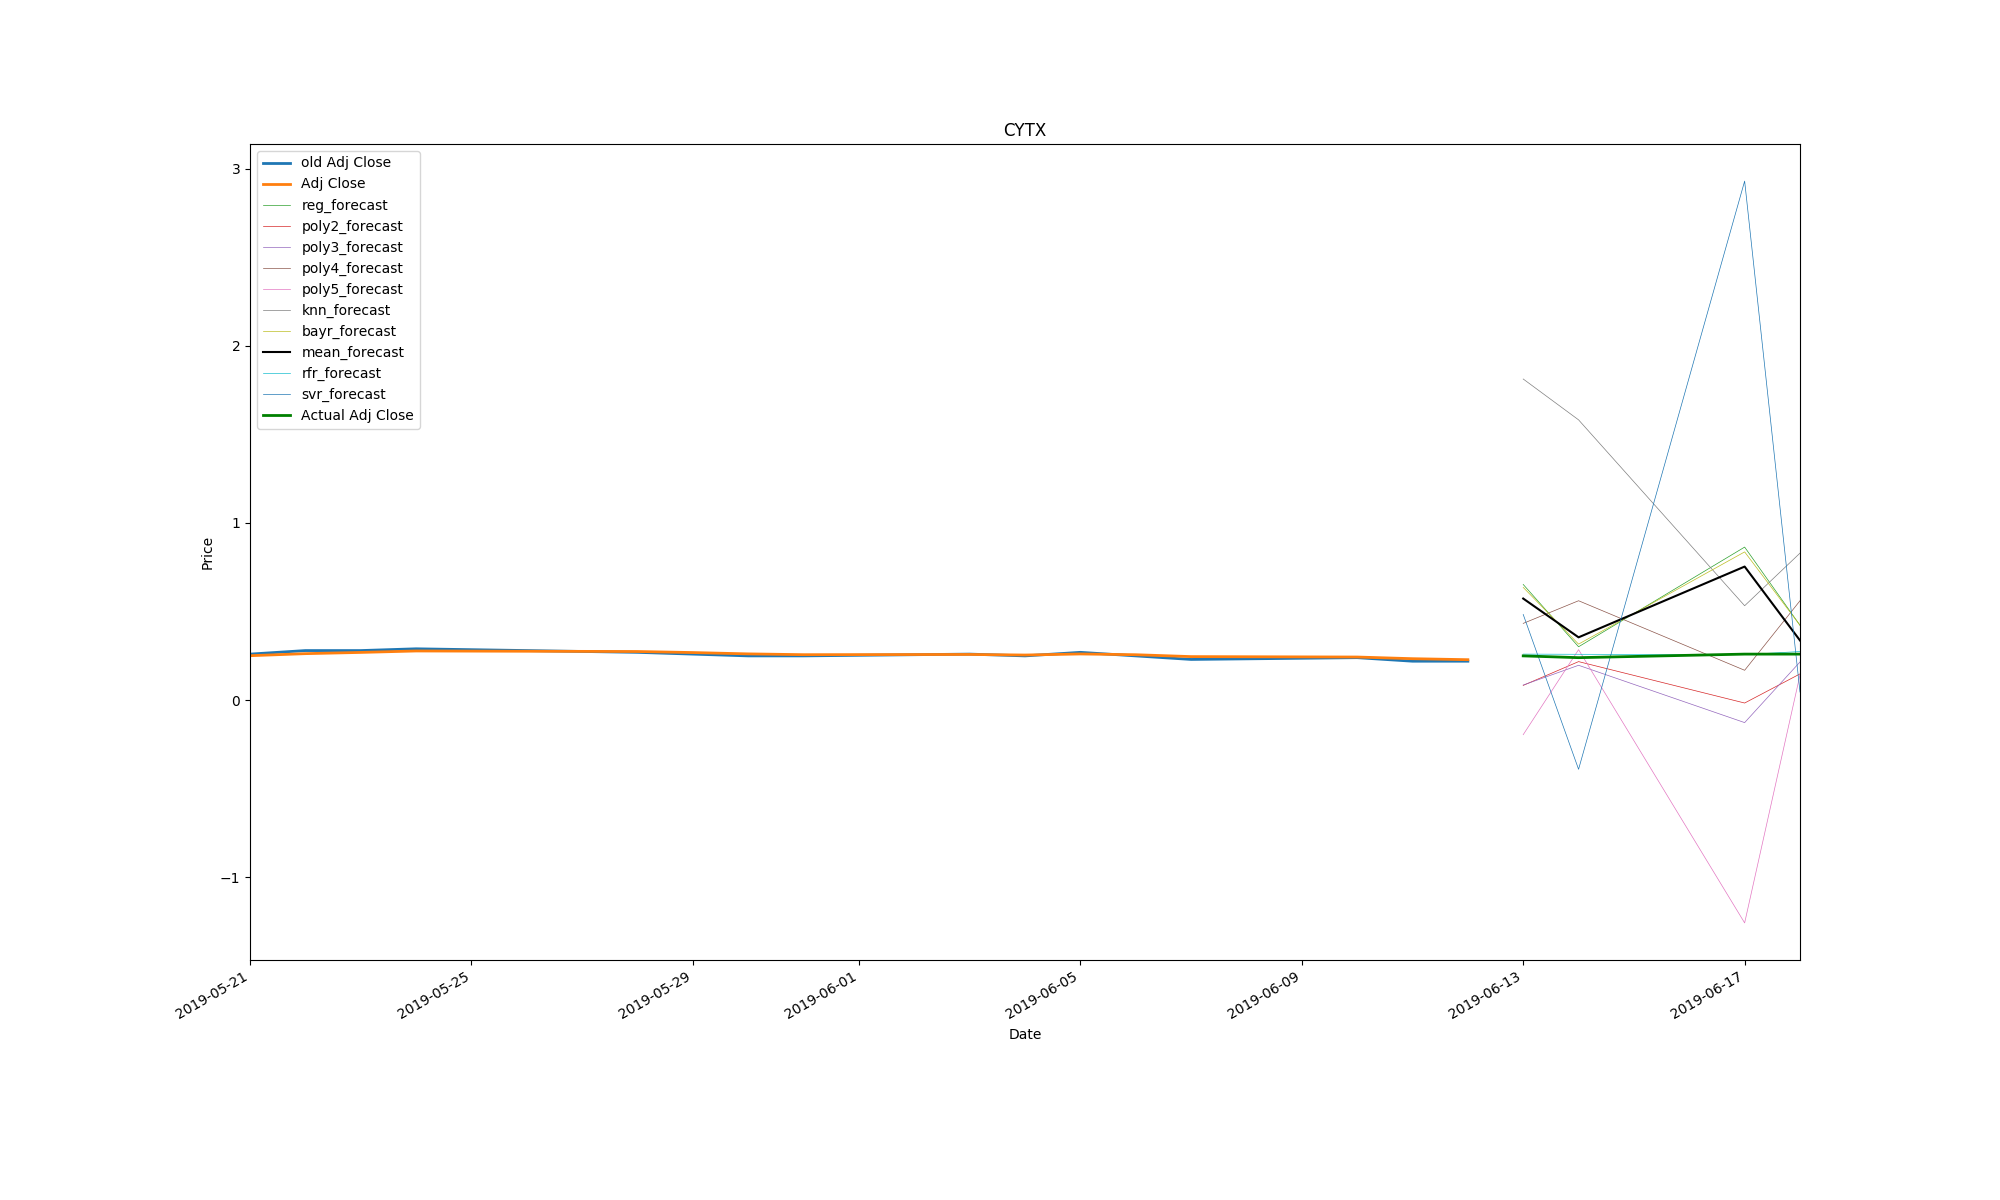 CYTX
old Adj Close
Adj Close
reg_forecast
poly2_forecast
poly3_forecast
poly4_forecast
poly5_forecast
knn_forecast
bayr_forecast
mean_forecast
rfr_forecast
svr_forecast
Actual Adj Close
3
2
1
0
−1
Price
2019-05-21
2019-05-25
2019-05-29
2019-06-01
2019-06-05
2019-06-09
2019-06-13
2019-06-17
Date